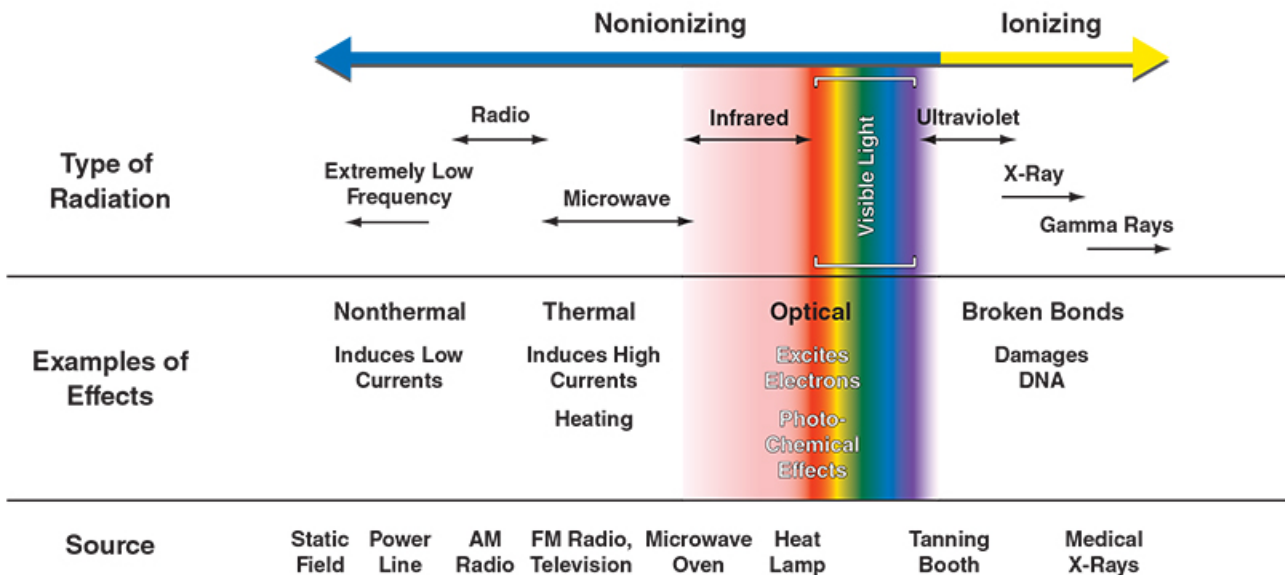 Nonionizing
Ionizing
Type of
Radiation
Extremely Low
Frequency
Radio
Microwave
Infrared
Visible Light
Ultraviolet
X-Ray
Gamma Rays
Examples of
Effects
Nonthermal
Induces Low
Currents
Thermal
Induces High
Currents
Heating
Optical
Excites
Electrons
Photo-
Chemical
Effects
Broken Bonds
Damages
DNA
Source
Static
Field
Power
Line
AM
Radio
FM Radio,
Television
Microwave
Oven
Heat
Lamp
Tanning
Booth
Medical
X-Rays